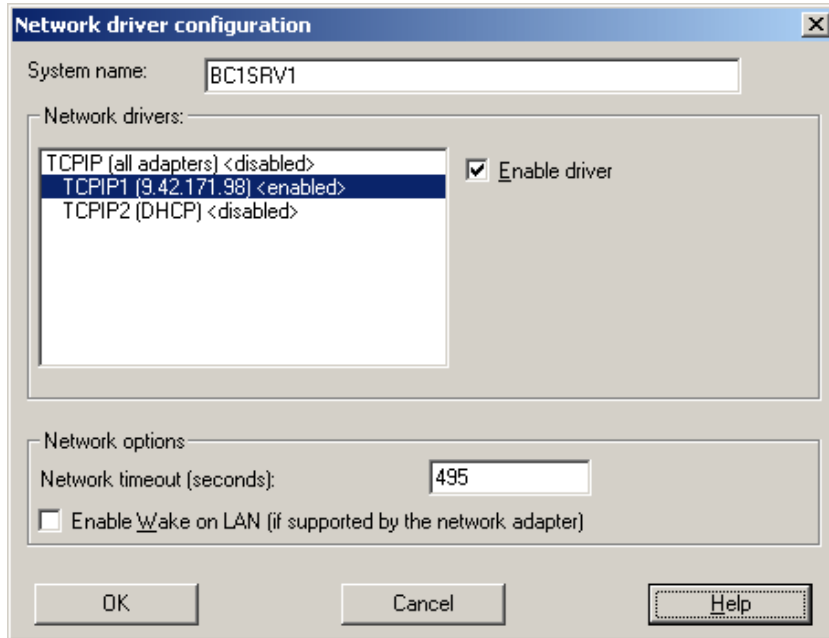 Network driver configuration
System name: BC1SRV1
Network drivers:
TCPIP (all adapters) <disabled>
TCPIP1 (9.42.171.98) <enabled>
Enable driver
TCPIP2 (DHCP) <disabled>
Network options
Network timeout (seconds): 495
Enable Wake on LAN (if supported by the network adapter)
OK Cancel Help